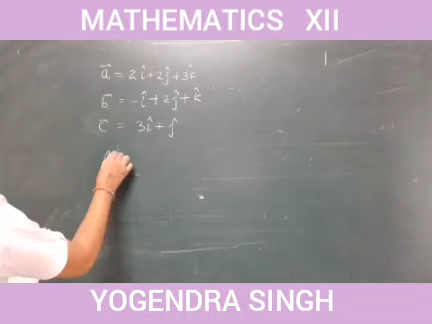 MATHEMATICS XII
a⃗ = 2î+2ĵ+3k̂
b⃗ = -î+2ĵ+k̂
c⃗ = 3î+ĵ
YOGENDRA SINGH